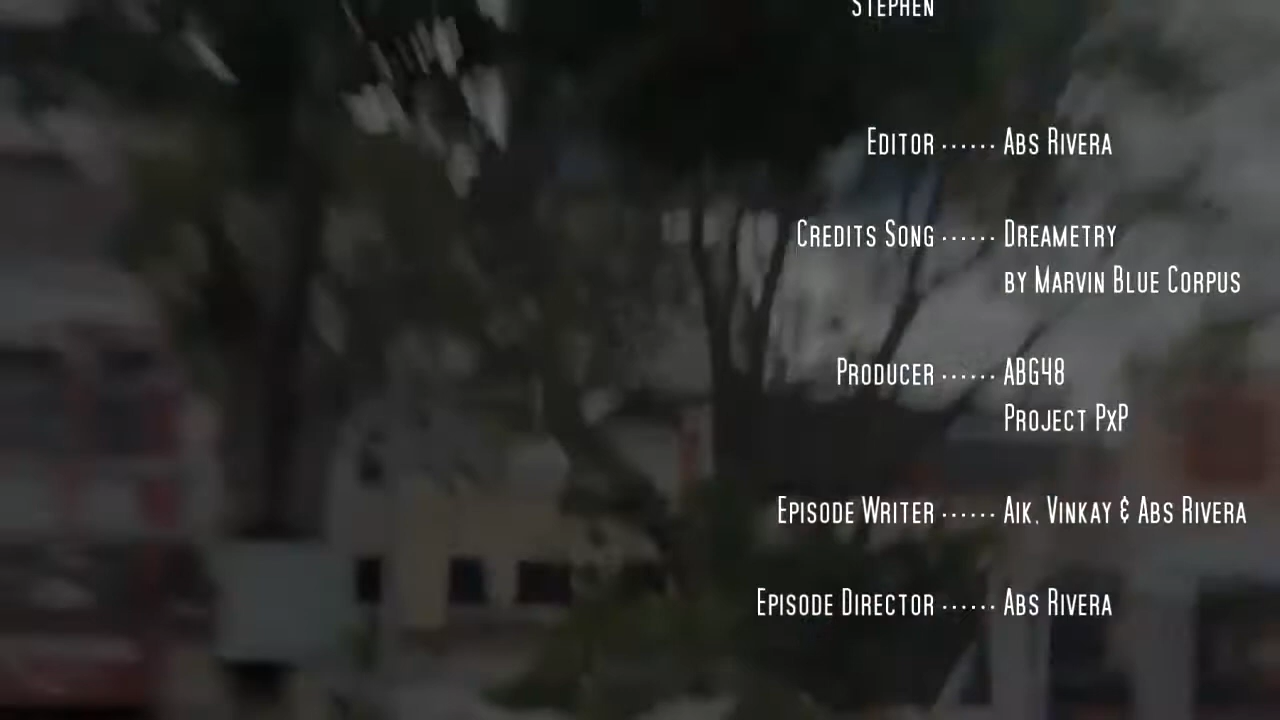 STEPHEN
EDITOR ...... ABS RIVERA
CREDITS SONG ...... DREAMETRY
BY MARVIN BLUE CORPUS
PRODUCER ...... ABG48
PROJECT PXP
EPISODE WRITER ...... AIK, VINKAY & ABS RIVERA
EPISODE DIRECTOR ...... ABS RIVERA